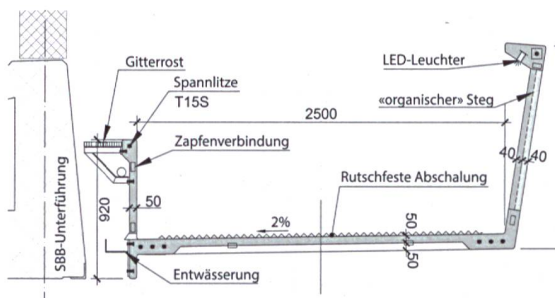 Gitterrost
Spannlitze
T15S
LED-Leuchter
«organischer» Steg
2500
Zapfenverbindung
40
40
Rutschfeste Abschalung
50
920
SBB-Unterführung
2%
50
50
Entwässerung